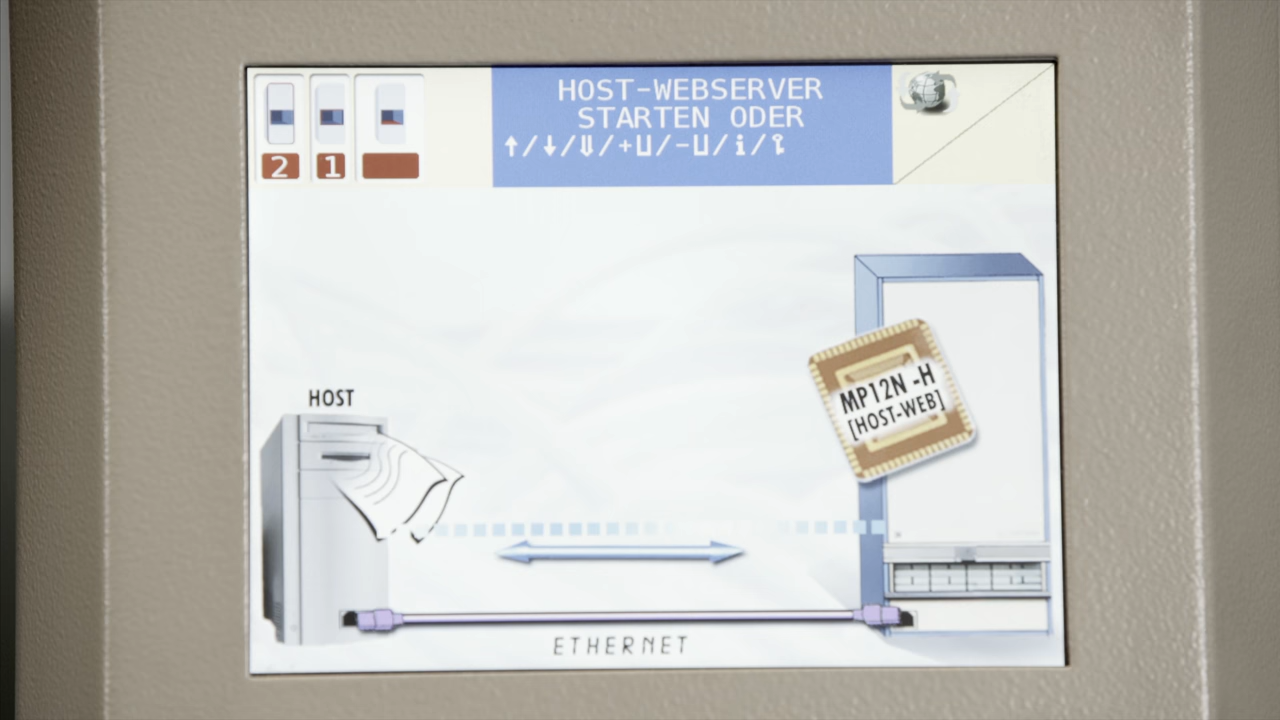 HOST-WEBSERVER
STARTEN ODER
↑/↓/⇓/+⊔/-⊔/i/
2 1
HOST
MP12N -H
[HOST-WEB]
ETHERNET